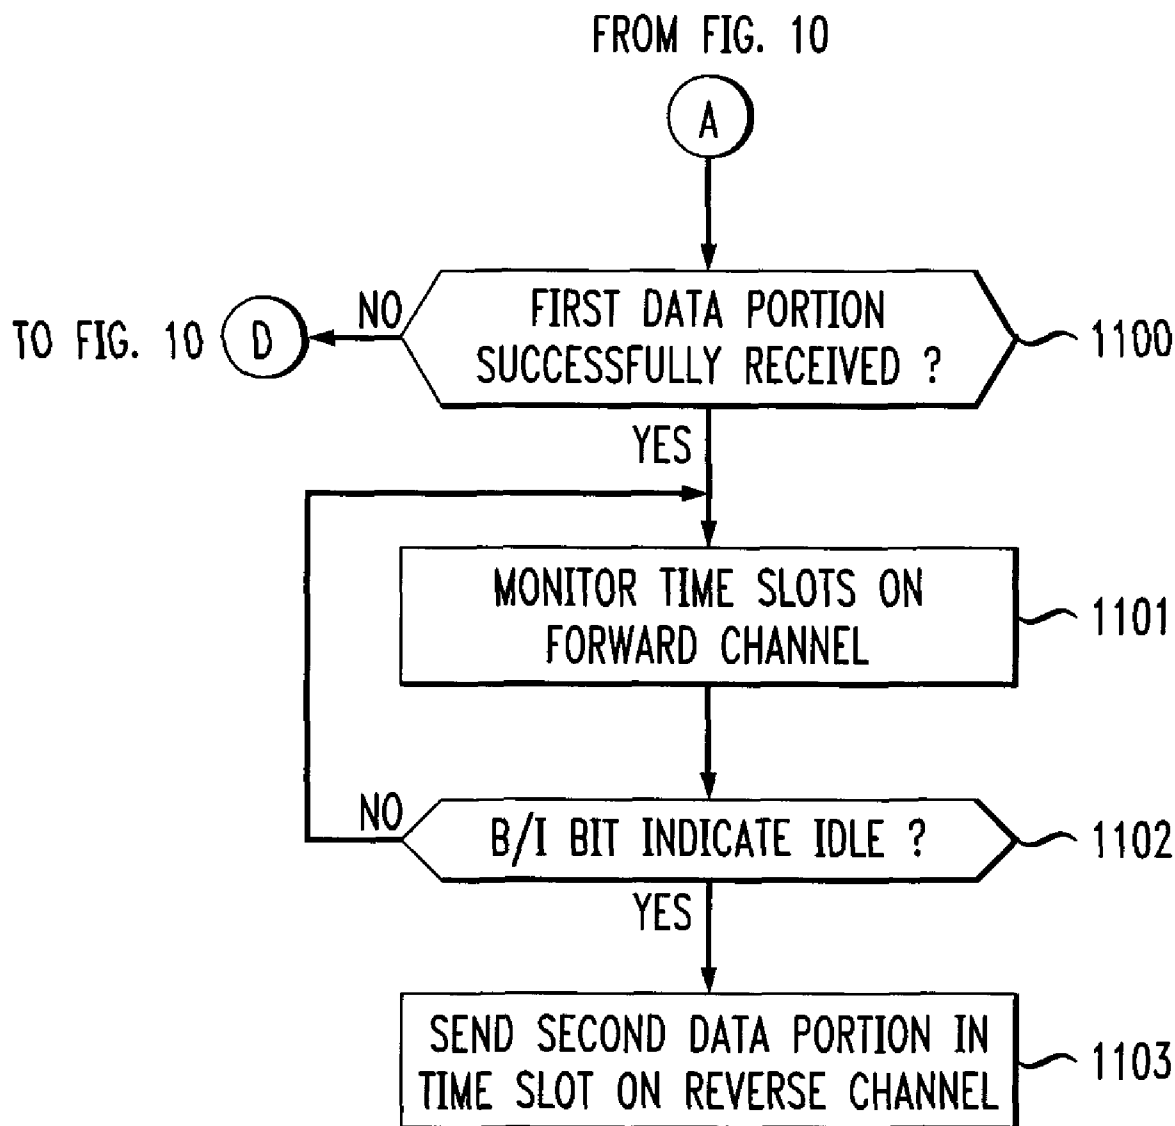 FROM FIG. 10
A
FIRST DATA PORTION
SUCCESSFULLY RECEIVED ?
1100
NO
TO FIG. 10
D
YES
MONITOR TIME SLOTS ON
FORWARD CHANNEL
1101
NO
B/I BIT INDICATE IDLE ?
1102
YES
SEND SECOND DATA PORTION IN
TIME SLOT ON REVERSE CHANNEL
1103